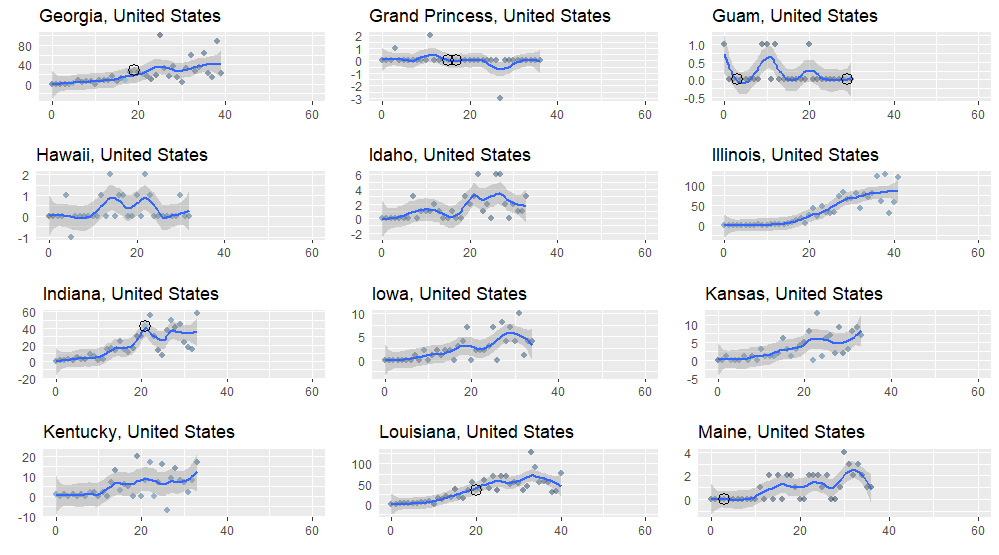 Georgia, United States
80
40
0
0 20 40 60
Grand Princess, United States
2
1
0
-1
-2
-3
0 20 40 60
Guam, United States
1.0
0.5
0.0
-0.5
0 20 40 60
Hawaii, United States
2
1
0
-1
0 20 40 60
Idaho, United States
6
4
2
0
-2
0 20 40 60
Illinois, United States
100
50
0
0 20 40 60
Indiana, United States
60
40
20
0
-20
0 20 40 60
Iowa, United States
10
5
0
0 20 40 60
Kansas, United States
10
5
0
-5
0 20 40 60
Kentucky, United States
20
10
0
-10
0 20 40 60
Louisiana, United States
100
50
0
0 20 40 60
Maine, United States
4
2
0
0 20 40 60